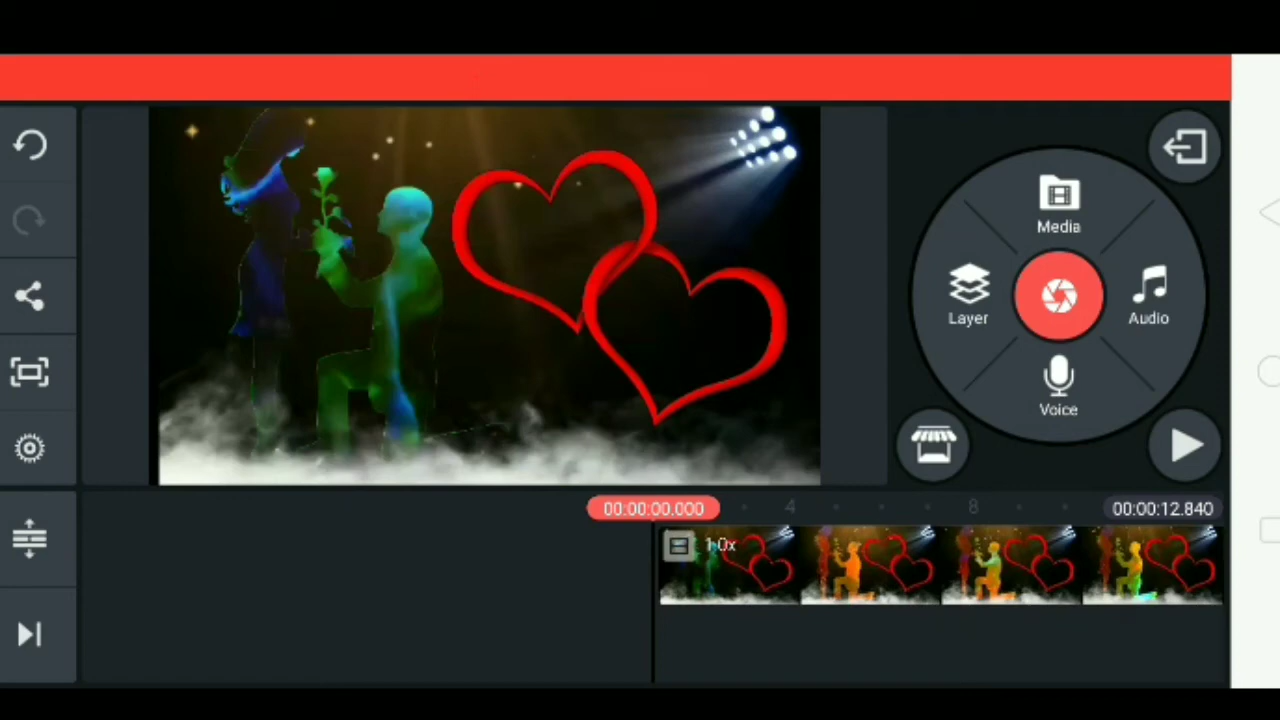 Media
Layer
Audio
Voice
00:00:00.000
4
8
00:00:12.840
1.0x